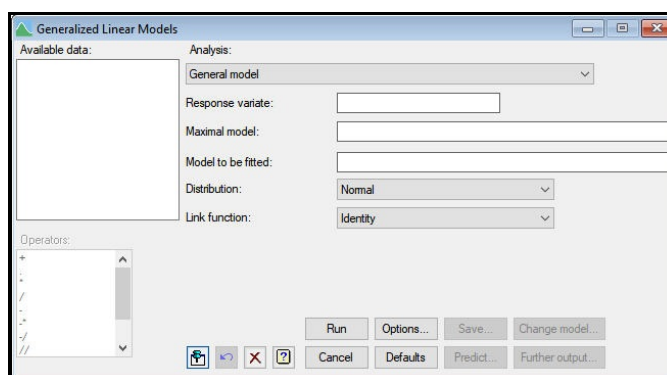 Generalized Linear Models
Available data:
Analysis:
General model
Response variate:
Maximal model:
Model to be fitted:
Distribution:
Normal
Link function:
Identity
Operators:
+
.
*
/
-
-*
-/
//
Run
Options...
Save...
Change model...
Cancel
Defaults
Predict...
Further output...